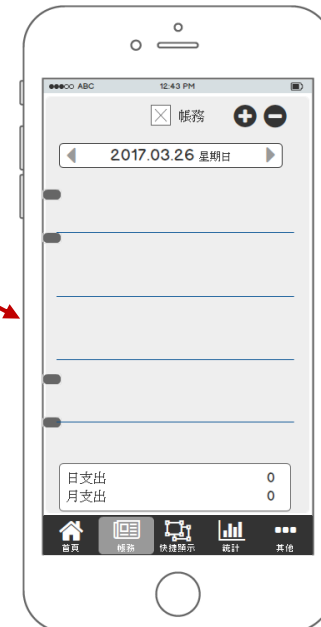 ABC 12:43 PM
帳務
2017.03.26 星期日
日支出 0
月支出 0
首頁 帳務 快捷顯示 統計 其他